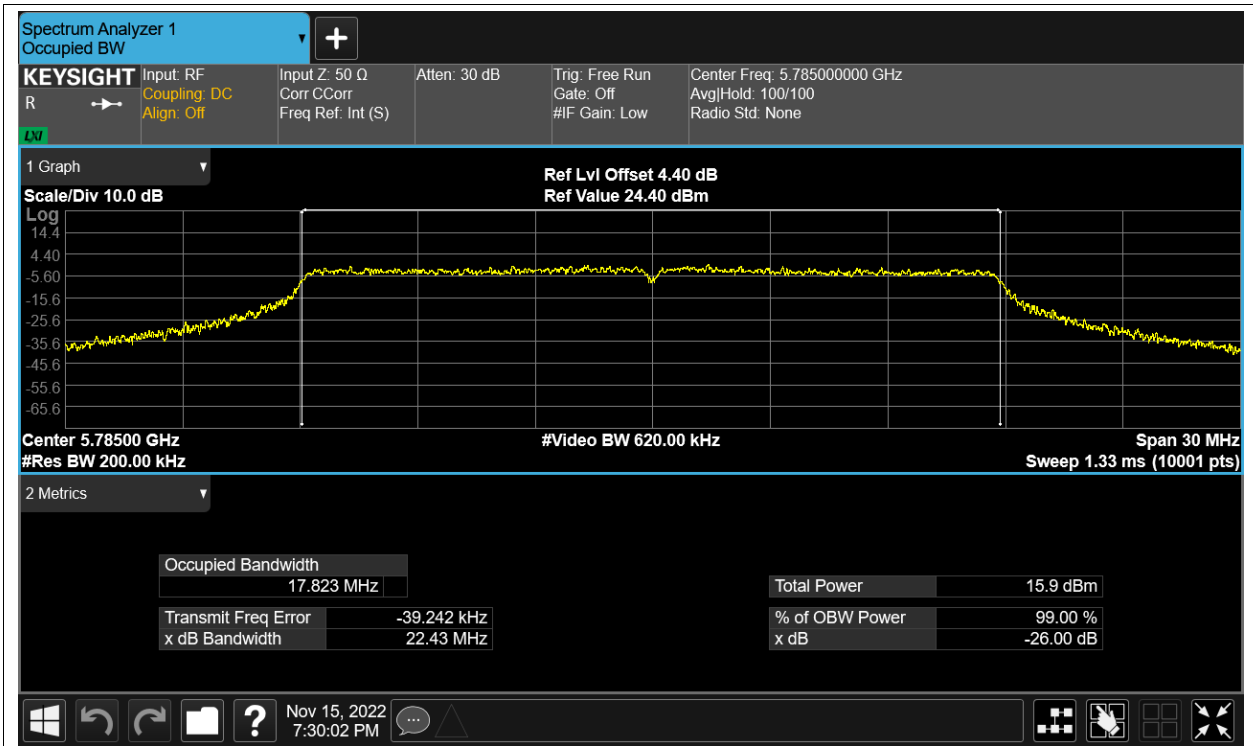 Spectrum Analyzer 1
Occupied BW
KEYSIGHT
R
LXI
Input: RF
Coupling: DC
Align: Off
Input Z: 50 Ω
Corr CCorr
Freq Ref: Int (S)
Atten: 30 dB
Trig: Free Run
Gate: Off
#IF Gain: Low
Center Freq: 5.785000000 GHz
Avg|Hold: 100/100
Radio Std: None
1 Graph
Scale/Div 10.0 dB
Ref Lvl Offset 4.40 dB
Ref Value 24.40 dBm
Log
14.4
4.40
-5.60
-15.6
-25.6
-35.6
-45.6
-55.6
-65.6
Center 5.78500 GHz
#Video BW 620.00 kHz
Span 30 MHz
#Res BW 200.00 kHz
Sweep 1.33 ms (10001 pts)
2 Metrics
Occupied Bandwidth
17.823 MHz
Total Power 15.9 dBm
Transmit Freq Error -39.242 kHz
% of OBW Power 99.00 %
x dB Bandwidth 22.43 MHz
x dB -26.00 dB
?
Nov 15, 2022
7:30:02 PM